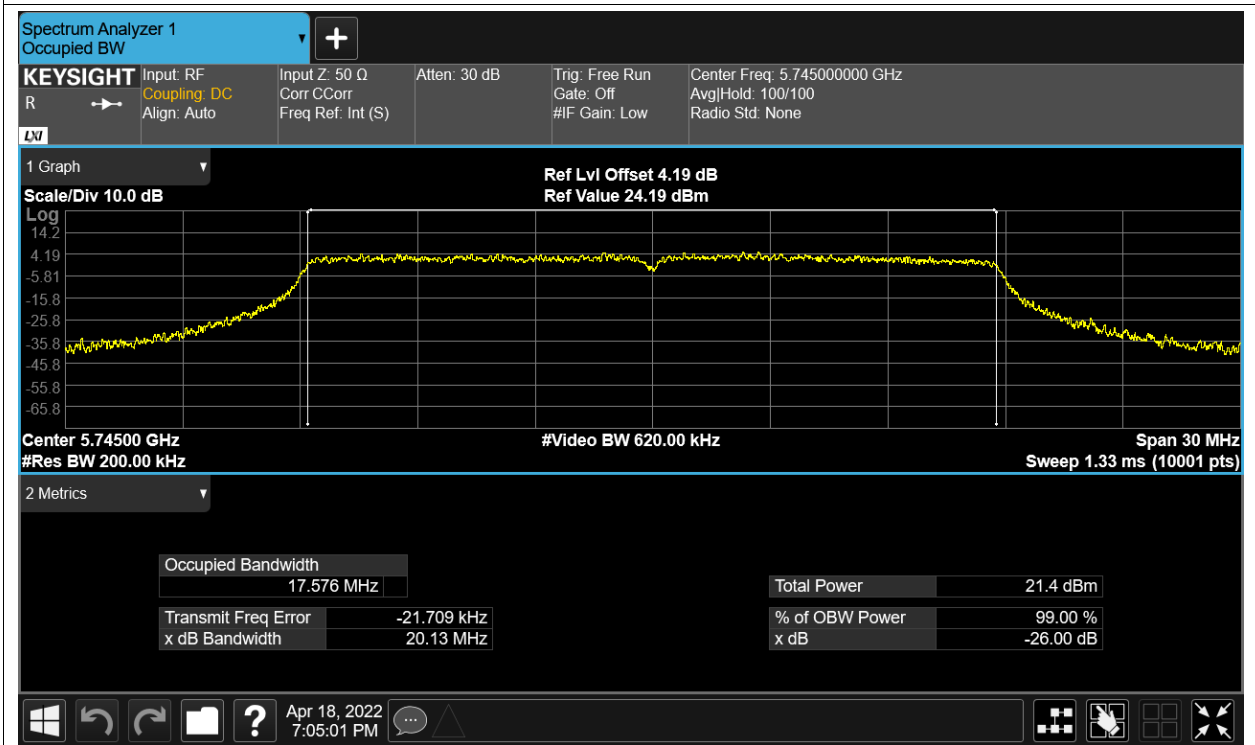 Spectrum Analyzer 1
Occupied BW
+
KEYSIGHT Input: RF Input Z: 50 Ω Atten: 30 dB Trig: Free Run Center Freq: 5.745000000 GHz
R Coupling: DC Corr CCorr Gate: Off Avg|Hold: 100/100
Align: Auto Freq Ref: Int (S) #IF Gain: Low Radio Std: None
LXI
1 Graph
Ref Lvl Offset 4.19 dB
Scale/Div 10.0 dB Ref Value 24.19 dBm
Log
14.2
4.19
-5.81
-15.8
-25.8
-35.8
-45.8
-55.8
-65.8
Center 5.74500 GHz #Video BW 620.00 kHz Span 30 MHz
#Res BW 200.00 kHz Sweep 1.33 ms (10001 pts)
2 Metrics
Occupied Bandwidth
17.576 MHz Total Power 21.4 dBm
Transmit Freq Error -21.709 kHz % of OBW Power 99.00 %
x dB Bandwidth 20.13 MHz x dB -26.00 dB
? Apr 18, 2022
7:05:01 PM